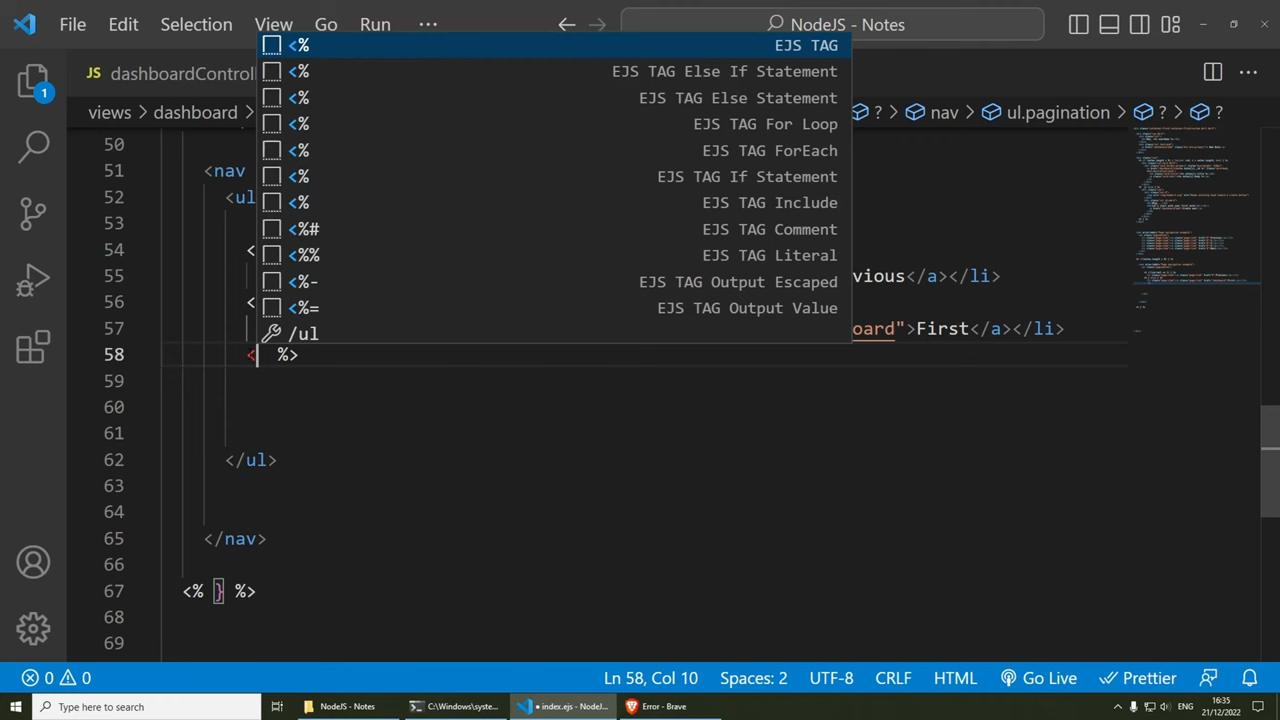 File Edit Selection View Go Run ··· NodeJS - Notes
JS dashboardControll
views > dashboard > ? > nav > ul.pagination > ? > ?
<% EJS TAG
<% EJS TAG Else If Statement
<% EJS TAG Else Statement
<% EJS TAG For Loop
<% EJS TAG ForEach
<% EJS TAG If Statement
<% EJS TAG Include
<%# EJS TAG Comment
<%% EJS TAG Literal
<%- EJS TAG Output Escaped
<%= EJS TAG Output Value
/ul
50
51 <nav
52 <ul
53
54 <
55 vious</a></li>
56 <
57 oard">First</a></li>
58 < %>
59
60
61
62 </ul>
63
64
65 </nav>
66
67 <% } %>
68
69
1
0 0 Ln 58, Col 10 Spaces: 2 UTF-8 CRLF HTML Go Live Prettier
Type here to search NodeJS - Notes C:\Windows\syste... • index.ejs - NodeJ... Error - Brave ENG 16:35
21/12/2022